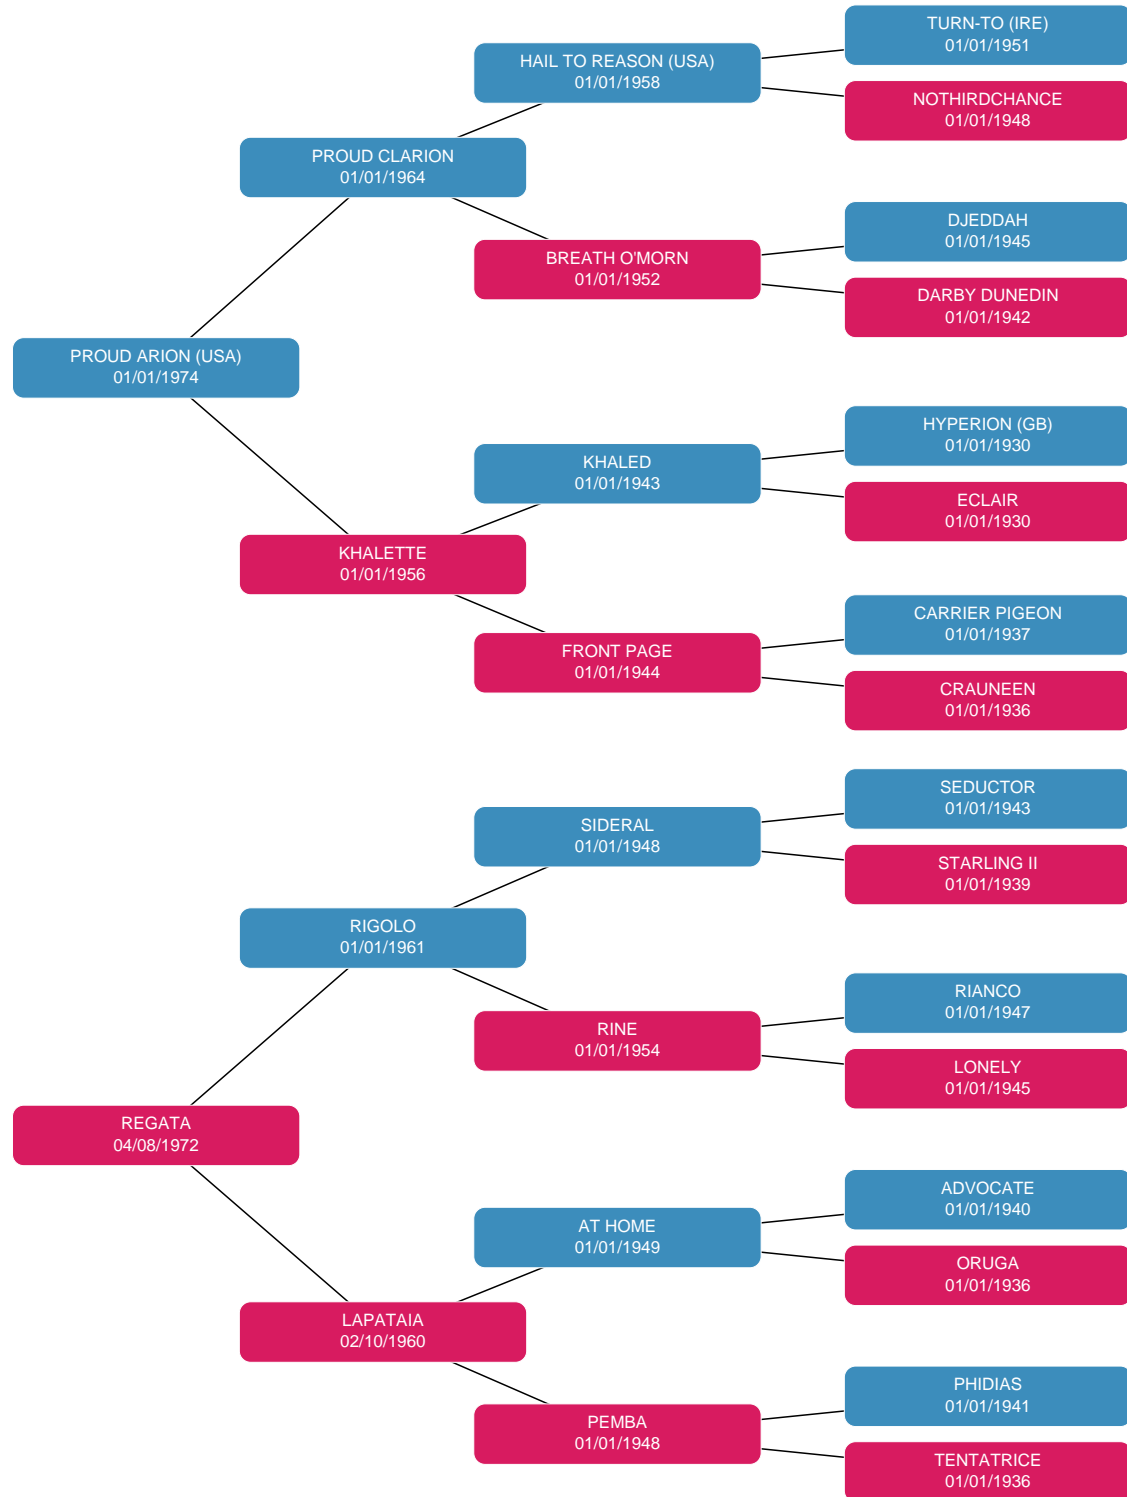 TURN-TO (IRE)
01/01/1951
HAIL TO REASON (USA)
01/01/1958
NOTHIRDCHANCE
01/01/1948
PROUD CLARION
01/01/1964
DJEDDAH
01/01/1945
BREATH O'MORN
01/01/1952
DARBY DUNEDIN
01/01/1942
PROUD ARION (USA)
01/01/1974
HYPERION (GB)
01/01/1930
KHALED
01/01/1943
ECLAIR
01/01/1930
KHALETTE
01/01/1956
CARRIER PIGEON
01/01/1937
FRONT PAGE
01/01/1944
CRAUNEEN
01/01/1936
SEDUCTOR
01/01/1943
SIDERAL
01/01/1948
STARLING II
01/01/1939
RIGOLO
01/01/1961
RIANCO
01/01/1947
RINE
01/01/1954
LONELY
01/01/1945
REGATA
04/08/1972
ADVOCATE
01/01/1940
AT HOME
01/01/1949
ORUGA
01/01/1936
LAPATAIA
02/10/1960
PHIDIAS
01/01/1941
PEMBA
01/01/1948
TENTATRICE
01/01/1936